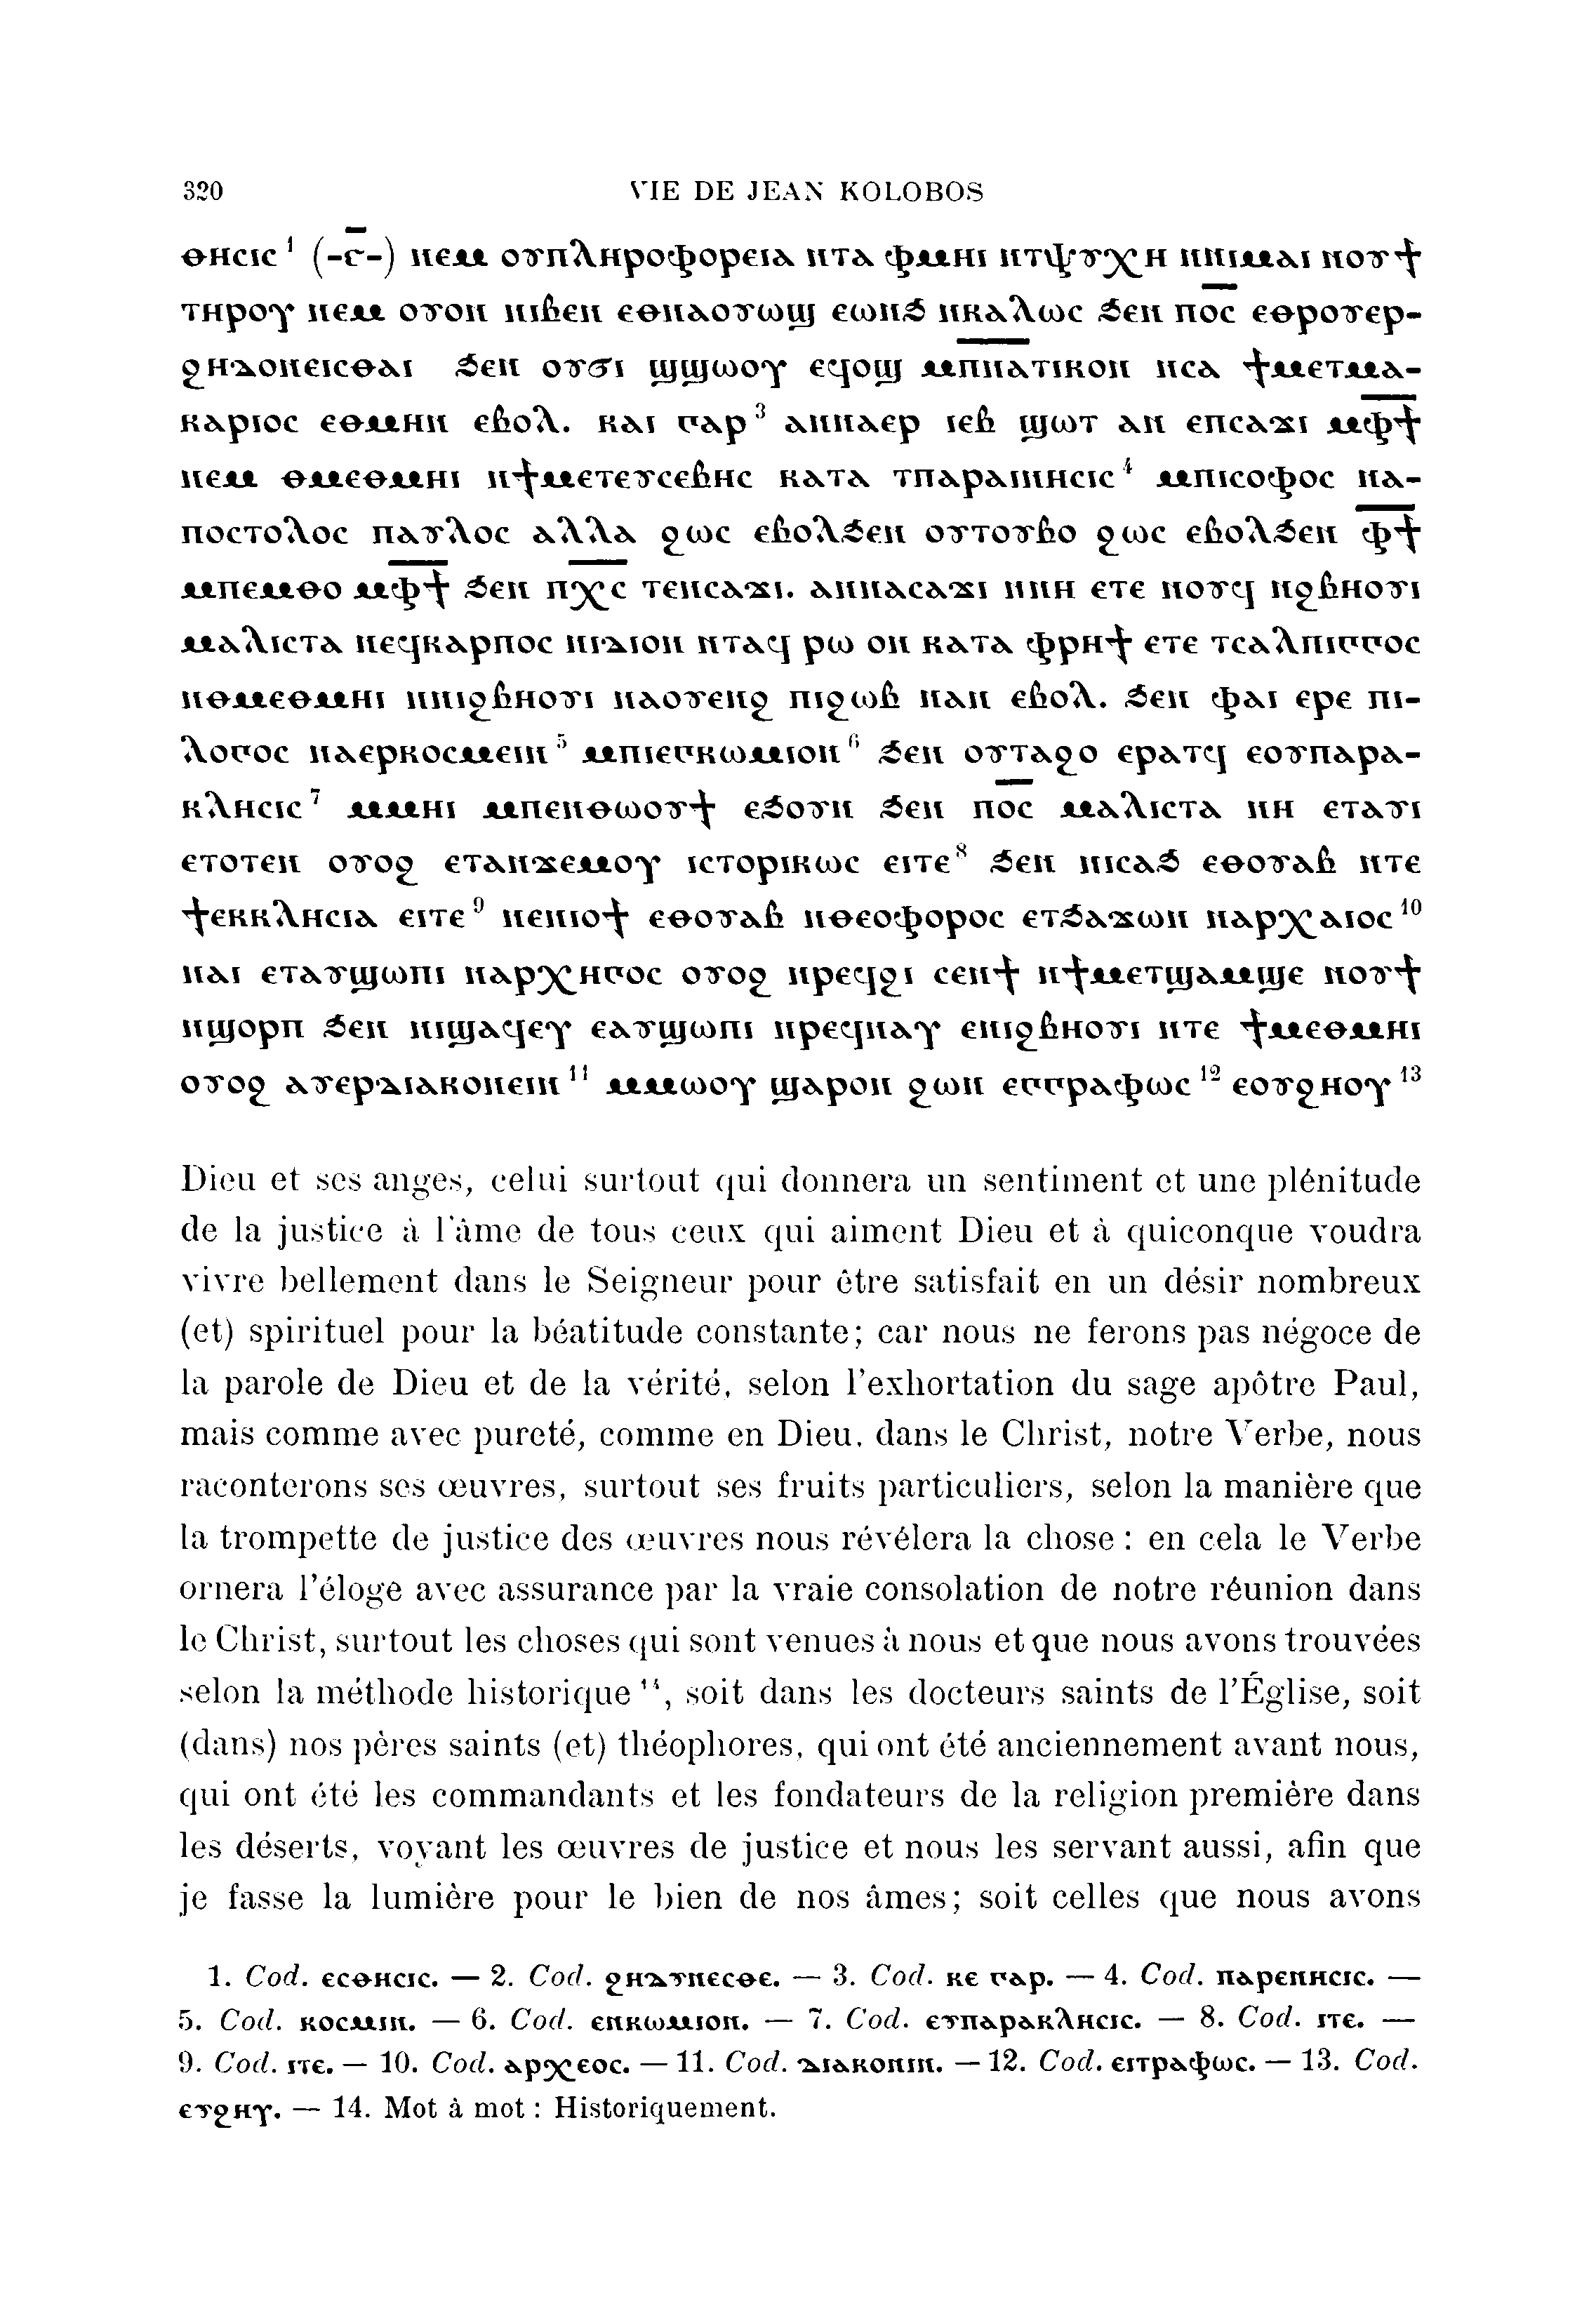 320 VIE DE JEAN KOLOBOS
ⲑⲏⲥⲓⲥ¹ (-ⲅ̅-) ⲛⲉⲙ ⲟⲩⲡⲗⲏⲣⲟⲫⲟⲣⲉⲓⲁ ⲛⲧⲁ ⲫⲙⲏⲓ ⲛⲧⲯⲩⲭⲏ ⲛⲛⲓⲙⲁⲓ ⲛⲟⲩϯ
ⲧⲏⲣⲟⲩ ⲛⲉⲙ ⲟⲩⲟⲛ ⲛⲓⲃⲉⲛ ⲉⲑⲛⲁⲟⲩⲱϣ ⲉⲱⲛϧ ⲛⲕⲁⲗⲱⲥ ϧⲉⲛ ⲡⲟ̅ⲥ̅ ⲉⲑⲣⲟⲩⲉⲣ-
ϩⲏⲇⲟⲛⲉⲓⲥⲑⲁⲓ ϧⲉⲛ ⲟⲩϭⲓ ϣϣⲱⲟⲩ ⲉϥⲟϣ ⲙⲡ̅ⲛ̅ⲁ̅ⲧⲓⲕⲟⲛ ⲛⲥⲁ ϯⲙⲉⲧⲙⲁ-
ⲕⲁⲣⲓⲟⲥ ⲉⲑⲙⲏⲛ ⲉⲃⲟⲗ. ⲕⲁⲓ ⲅⲁⲣ³ ⲁⲛⲛⲁⲉⲣ ⲓⲉⲃ ϣⲱⲧ ⲁⲛ ⲉⲡⲥⲁϫⲓ ⲙⲫ̅ϯ̅
ⲛⲉⲙ ⲑⲙⲉⲑⲙⲏⲓ ⲛϯⲙⲉⲧⲉⲩⲥⲉⲃⲏⲥ ⲕⲁⲧⲁ ⲧⲡⲁⲣⲁⲓⲛⲏⲥⲓⲥ⁴ ⲙⲡⲓⲥⲟⲫⲟⲥ ⲛⲁ-
ⲡⲟⲥⲧⲟⲗⲟⲥ ⲡⲁⲩⲗⲟⲥ ⲁⲗⲗⲁ ϩⲱⲥ ⲉⲃⲟⲗϧⲉⲛ ⲟⲩⲧⲟⲩⲃⲟ ϩⲱⲥ ⲉⲃⲟⲗϧⲉⲛ ⲫ̅ϯ̅
ⲙⲡⲉⲙⲑⲟ ⲙⲫ̅ϯ̅ ϧⲉⲛ ⲡⲭ̅ⲥ̅ ⲧⲉⲛⲥⲁϫⲓ. ⲁⲛⲛⲁⲥⲁϫⲓ ⲛⲛⲏ ⲉⲧⲉ ⲛⲟⲩϥ ⲛϩⲃⲏⲟⲩⲓ
ⲙⲁⲗⲓⲥⲧⲁ ⲛⲉϥⲕⲁⲣⲡⲟⲥ ⲛⲓⲇⲓⲟⲛ ⲛⲧⲁϥ ⲣⲱ ⲟⲛ ⲕⲁⲧⲁ ⲫⲣⲏϯ ⲉⲧⲉ ⲧⲥⲁⲗⲡⲓⲅⲅⲟⲥ
ⲛⲑⲙⲉⲑⲙⲏⲓ ⲛⲛⲓϩⲃⲏⲟⲩⲓ ⲛⲁⲟⲩⲉⲛϩ ⲡⲓϩⲱⲃ ⲛⲁⲛ ⲉⲃⲟⲗ. ϧⲉⲛ ⲫⲁⲓ ⲉⲣⲉ ⲡⲓ-
ⲗⲟⲅⲟⲥ ⲛⲁⲉⲣⲕⲟⲥⲙⲉⲓⲛ⁵ ⲙⲡⲓⲉⲅⲕⲱⲙⲓⲟⲛ⁶ ϧⲉⲛ ⲟⲩⲧⲁϩⲟ ⲉⲣⲁⲧϥ ⲉⲟⲩⲡⲁⲣⲁ-
ⲕⲗⲏⲥⲓⲥ⁷ ⲙⲙⲏⲓ ⲙⲡⲉⲛⲑⲱⲟⲩϯ ⲉϧⲟⲩⲛ ϧⲉⲛ ⲡⲟ̅ⲥ̅ ⲙⲁⲗⲓⲥⲧⲁ ⲛⲏ ⲉⲧⲁⲩⲓ
ⲉⲧⲟⲧⲉⲛ ⲟⲩⲟϩ ⲉⲧⲁⲛϫⲉⲙⲟⲩ ⲓⲥⲧⲟⲣⲓⲕⲱⲥ ⲉⲓⲧⲉ⁸ ϧⲉⲛ ⲛⲓⲥⲁϧ ⲉⲑⲟⲩⲁⲃ ⲛⲧⲉ
ϯⲉⲕⲕⲗⲏⲥⲓⲁ ⲉⲓⲧⲉ⁹ ⲛⲉⲛⲓⲟϯ ⲉⲑⲟⲩⲁⲃ ⲛⲑⲉⲟⲫⲟⲣⲟⲥ ⲉⲧϧⲁϫⲱⲛ ⲛⲁⲣⲭⲁⲓⲟⲥ¹⁰
ⲛⲁⲓ ⲉⲧⲁⲩϣⲱⲡⲓ ⲛⲁⲣⲭⲏⲅⲟⲥ ⲟⲩⲟϩ ⲛⲣⲉϥϩⲓ ⲥⲉⲛϯ ⲛϯⲙⲉⲧϣⲁⲙϣⲉ ⲛⲟⲩϯ
ⲛϣⲟⲣⲡ ϧⲉⲛ ⲛⲓϣⲁϥⲉⲩ ⲉⲁⲩϣⲱⲡⲓ ⲛⲣⲉϥⲛⲁⲩ ⲉⲛⲓϩⲃⲏⲟⲩⲓ ⲛⲧⲉ ϯⲙⲉⲑⲙⲏⲓ
ⲟⲩⲟϩ ⲁⲩⲉⲣⲇⲓⲁⲕⲟⲛⲉⲓⲛ¹¹ ⲙⲙⲱⲟⲩ ϣⲁⲣⲟⲛ ϩⲱⲛ ⲉⲅⲅⲣⲁⲫⲱⲥ¹² ⲉⲟⲩϩⲏⲟⲩ¹³
Dieu et ses anges, celui surtout qui donnera un sentiment et une plénitude
de la justice à l'âme de tous ceux qui aiment Dieu et à quiconque voudra
vivre bellement dans le Seigneur pour être satisfait en un désir nombreux
(et) spirituel pour la béatitude constante; car nous ne ferons pas négoce de
la parole de Dieu et de la vérité, selon l'exhortation du sage apôtre Paul,
mais comme avec pureté, comme en Dieu, dans le Christ, notre Verbe, nous
raconterons ses œuvres, surtout ses fruits particuliers, selon la manière que
la trompette de justice des œuvres nous révélera la chose : en cela le Verbe
ornera l'éloge avec assurance par la vraie consolation de notre réunion dans
le Christ, surtout les choses qui sont venues à nous et que nous avons trouvées
selon la méthode historique¹⁴, soit dans les docteurs saints de l'Église, soit
(dans) nos pères saints (et) théophores, qui ont été anciennement avant nous,
qui ont été les commandants et les fondateurs de la religion première dans
les déserts, voyant les œuvres de justice et nous les servant aussi, afin que
je fasse la lumière pour le bien de nos âmes; soit celles que nous avons
1. Cod. ⲉⲥⲑⲏⲥⲓⲥ. — 2. Cod. ϩⲏⲇⲩⲛⲉⲥⲑⲉ. — 3. Cod. ⲕⲉ ⲅⲁⲣ. — 4. Cod. ⲡⲁⲣⲉⲛⲏⲥⲓⲥ. —
5. Cod. ⲕⲟⲥⲙⲓⲛ. — 6. Cod. ⲉⲛⲕⲱⲙⲓⲟⲛ. — 7. Cod. ⲉⲩⲡⲁⲣⲁⲕⲗⲏⲥⲓⲥ. — 8. Cod. ⲓⲧⲉ. —
9. Cod. ⲓⲧⲉ. — 10. Cod. ⲁⲣⲭⲉⲟⲥ. — 11. Cod. ⲇⲓⲁⲕⲟⲛⲓⲛ. — 12. Cod. ⲉⲓⲧⲣⲁⲫⲱⲥ. — 13. Cod.
ⲉⲩϩⲏⲩ. — 14. Mot à mot : Historiquement.